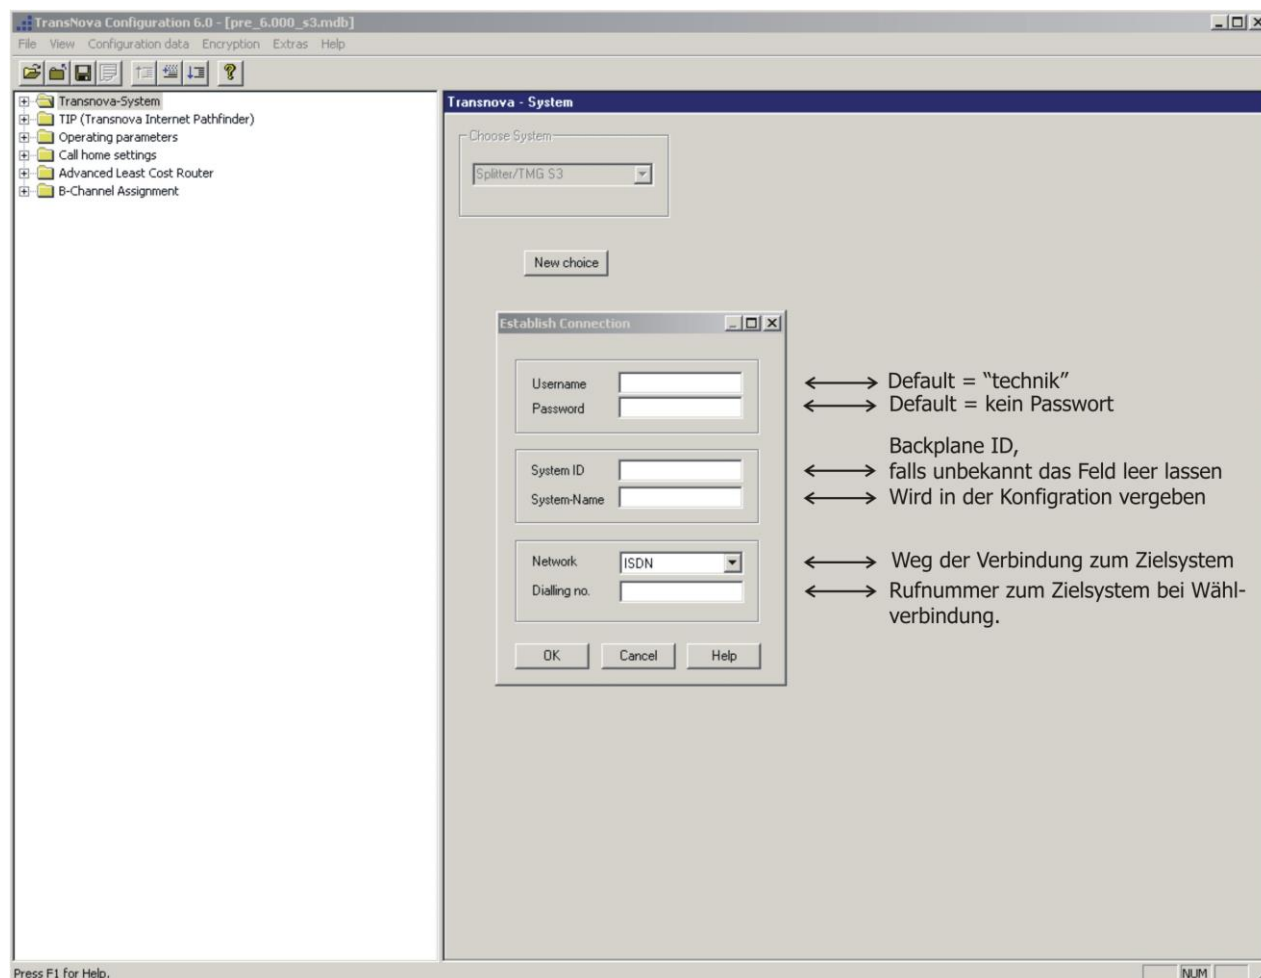 TransNova Configuration 6.0 - [pre_6.000_s3.mdb]
File View Configuration data Encryption Extras Help
Transnova-System
TIP (Transnova Internet Pathfinder)
Operating parameters
Call home settings
Advanced Least Cost Router
B-Channel Assignment
Transnova - System
Choose System
Splitter/TMG S3
New choice
Establish Connection
Username
Default = “technik”
Password
Default = kein Passwort
Backplane ID,
System ID
falls unbekannt das Feld leer lassen
System-Name
Wird in der Konfigration vergeben
Network
ISDN
Weg der Verbindung zum Zielsystem
Dialling no.
Rufnummer zum Zielsystem bei Wähl-
verbindung.
OK Cancel Help
Press F1 for Help.
NUM